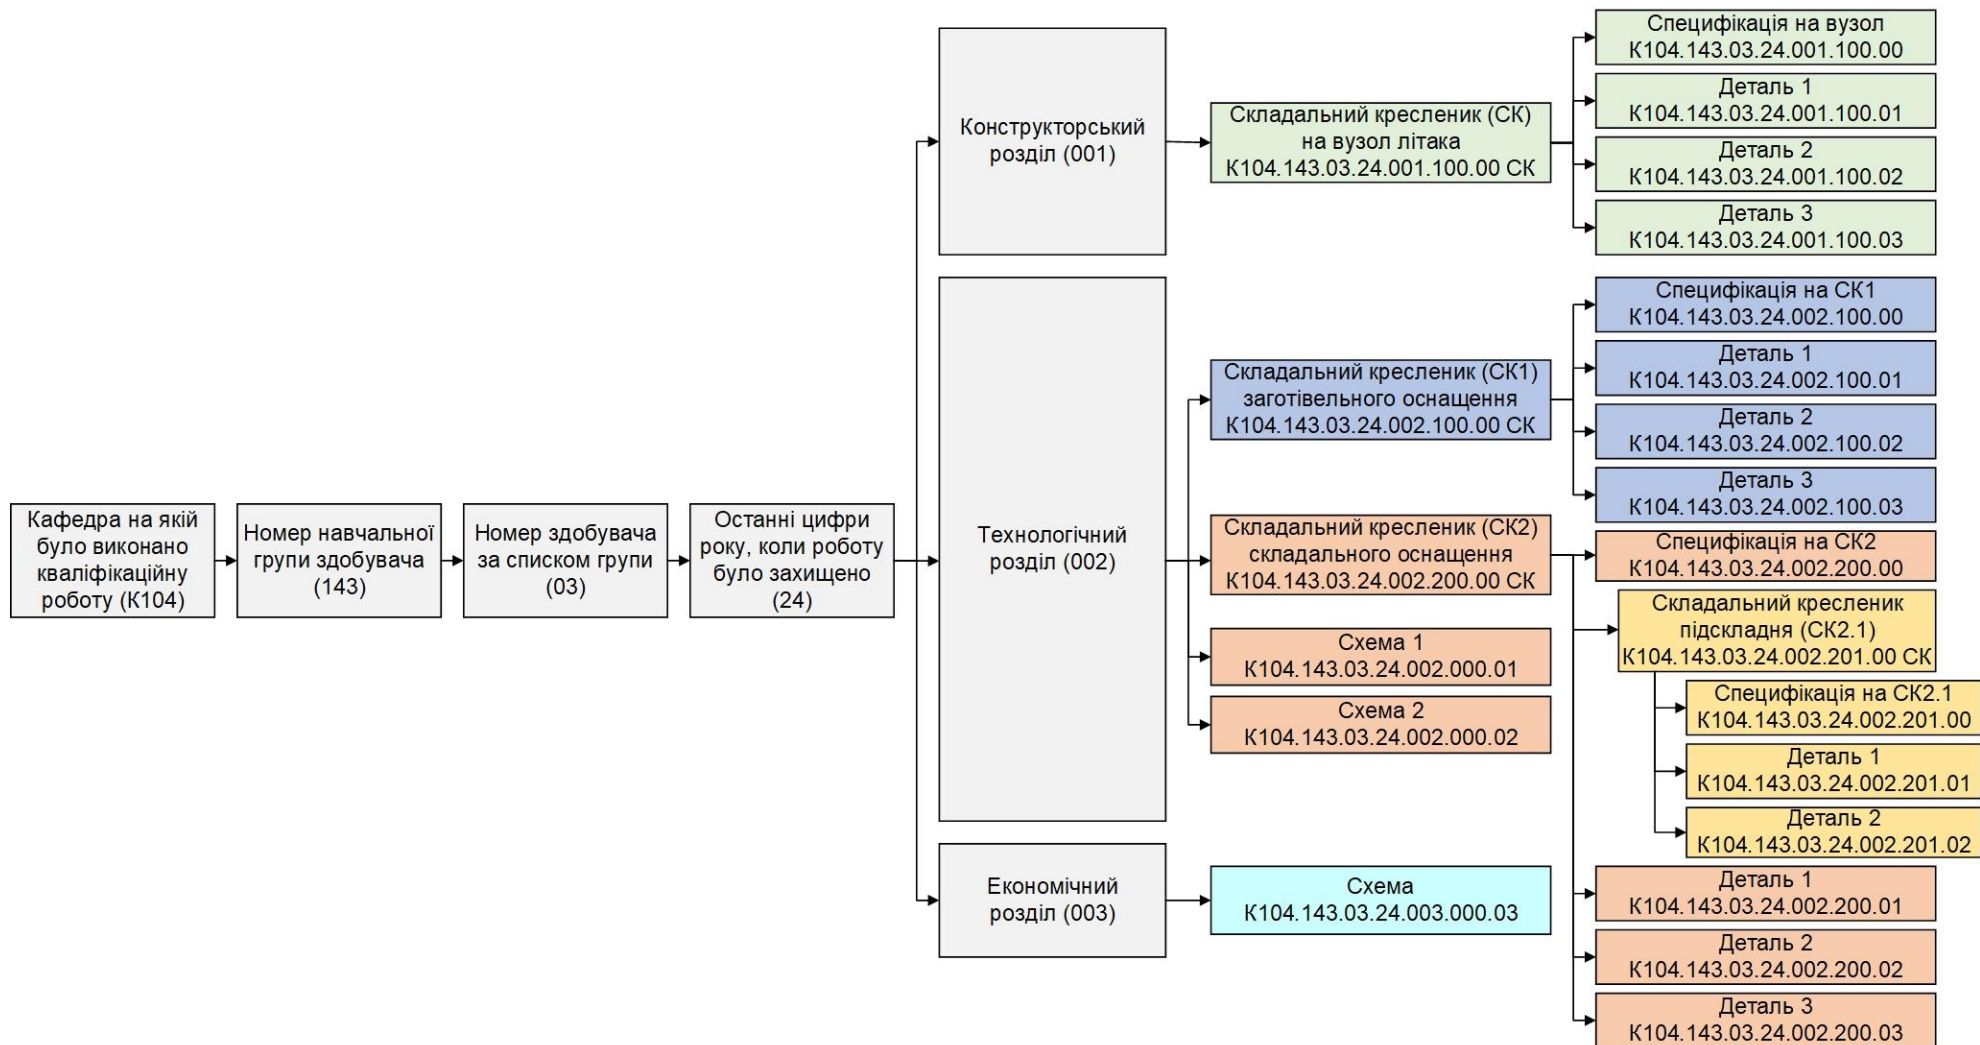 Кафедра на якій
було виконано
кваліфікаційну
роботу (К104)
Номер навчальної
групи здобувача
(143)
Номер здобувача
за списком групи
(03)
Останні цифри
року, коли роботу
було захищено
(24)
Конструкторський
розділ (001)
Складальний кресленик (СК)
на вузол літака
К104.143.03.24.001.100.00 СК
Специфікація на вузол
К104.143.03.24.001.100.00
Деталь 1
К104.143.03.24.001.100.01
Деталь 2
К104.143.03.24.001.100.02
Деталь 3
К104.143.03.24.001.100.03
Технологічний
розділ (002)
Складальний кресленик (СК1)
заготівельного оснащення
К104.143.03.24.002.100.00 СК
Специфікація на СК1
К104.143.03.24.002.100.00
Деталь 1
К104.143.03.24.002.100.01
Деталь 2
К104.143.03.24.002.100.02
Деталь 3
К104.143.03.24.002.100.03
Складальний кресленик (СК2)
складального оснащення
К104.143.03.24.002.200.00 СК
Специфікація на СК2
К104.143.03.24.002.200.00
Складальний кресленик
підскладня (СК2.1)
К104.143.03.24.002.201.00 СК
Специфікація на СК2.1
К104.143.03.24.002.201.00
Деталь 1
К104.143.03.24.002.201.01
Деталь 2
К104.143.03.24.002.201.02
Деталь 1
К104.143.03.24.002.200.01
Деталь 2
К104.143.03.24.002.200.02
Деталь 3
К104.143.03.24.002.200.03
Схема 1
К104.143.03.24.002.000.01
Схема 2
К104.143.03.24.002.000.02
Економічний
розділ (003)
Схема
К104.143.03.24.003.000.03